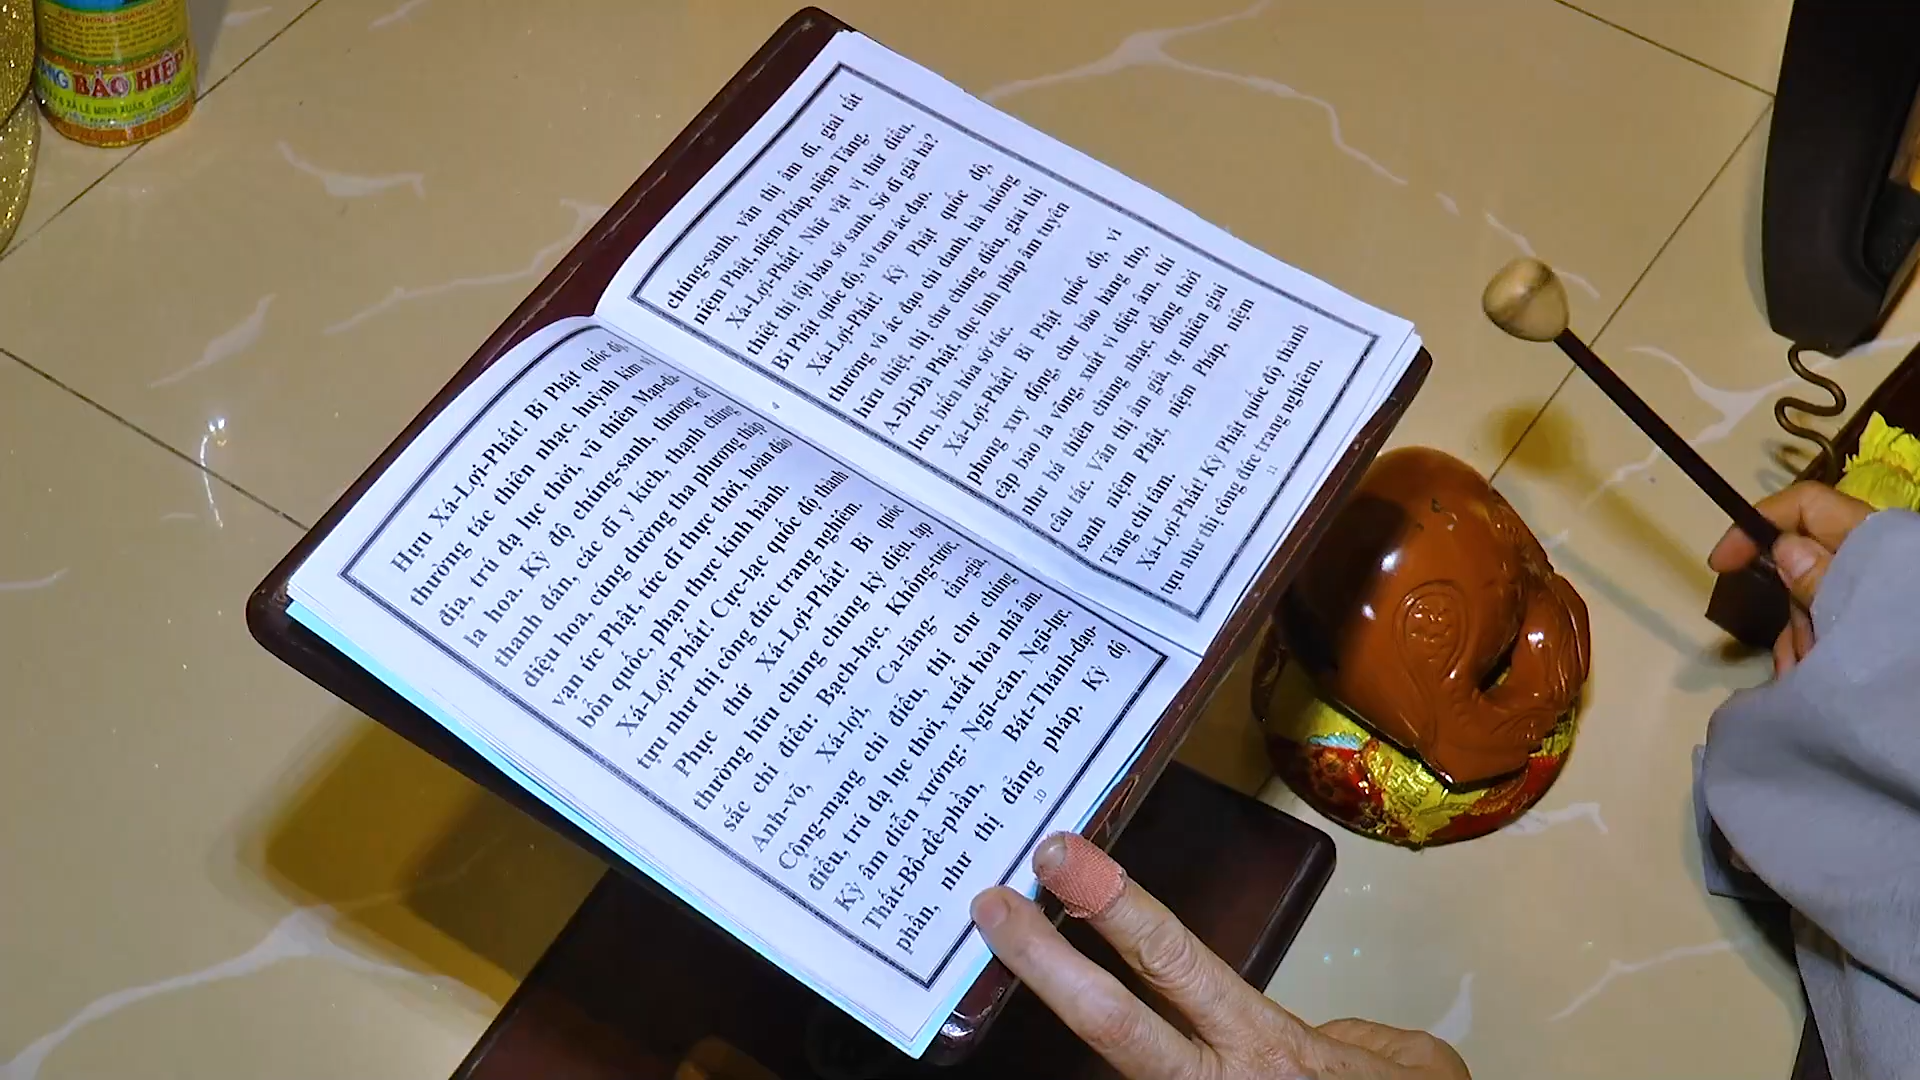 Hựu Xá-Lợi-Phất! Bỉ Phật quốc độ,
thường tác thiên nhạc, huỳnh kim vi
địa, trú dạ lục thời, vũ thiên Mạn-đà-
la hoa. Kỳ độ chúng-sanh, thường dĩ
thanh đán, các dĩ y kích, thạnh chúng
diệu hoa, cúng dường tha phương thập
vạn ức Phật, tức dĩ thực thời, hoàn đáo
bổn quốc, phạn thực kinh hành.
Xá-Lợi-Phất! Cực-lạc quốc độ thành
tựu như thị công đức trang nghiêm.
Phục thứ Xá-Lợi-Phất! Bỉ quốc
thường hữu chủng chủng kỳ diệu, tạp
sắc chi điểu: Bạch-hạc, Khổng-tước,
Anh-võ, Xá-lợi, Ca-lăng- tần-già,
Cộng-mạng chi điểu, thị chư chúng
điểu, trú dạ lục thời, xuất hòa nhã âm.
Kỳ âm diễn xướng: Ngũ-căn, Ngũ-lực,
Thất-Bồ-đề-phần, Bát-Thánh-đạo-
phần, như thị đẳng pháp. Kỳ độ
10
chúng-sanh, văn thị âm dĩ, giai tất
niệm Phật, niệm Pháp, niệm Tăng.
Xá-Lợi-Phất! Nhữ vật vị thử điểu,
thiệt thị tội báo sở sanh. Sở dĩ giả hà?
Bỉ Phật quốc độ, vô tam ác đạo.
Xá-Lợi-Phất! Kỳ Phật quốc độ,
thượng vô ác đạo chi danh, hà huống
hữu thiệt, thị chư chúng điểu, giai thị
A-Di-Đà Phật, dục linh pháp âm tuyên
lưu, biến hóa sở tác.
Xá-Lợi-Phất! Bỉ Phật quốc độ, vi
phong xuy động, chư bảo hàng thọ,
cập bảo la võng, xuất vi diệu âm, thí
như bá thiên chủng nhạc, đồng thời
câu tác. Văn thị âm giả, tự nhiên giai
sanh niệm Phật, niệm Pháp, niệm
Tăng chi tâm.
Xá-Lợi-Phất! Kỳ Phật quốc độ thành
tựu như thị công đức trang nghiêm.
11
4
BẢO HIỆP
XÃ LÊ MINH XUÂN